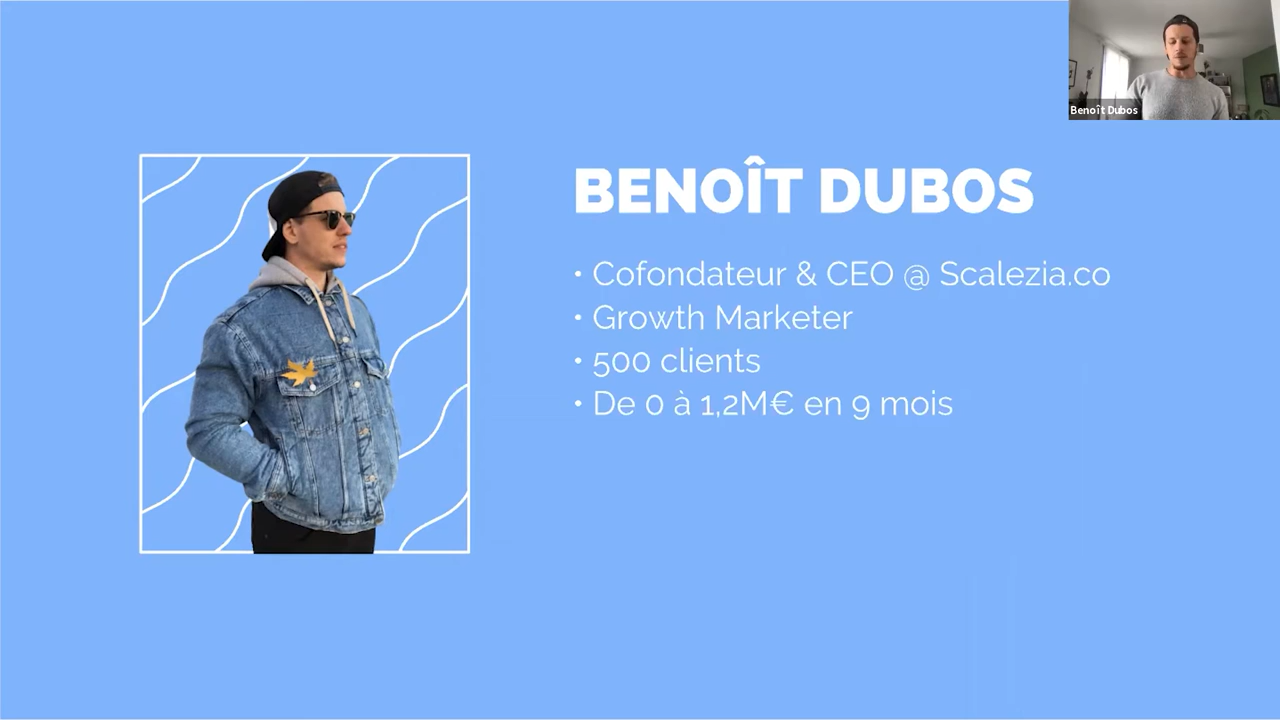 Benoît Dubos
BENOÎT DUBOS
• Cofondateur & CEO @ Scalezia.co
• Growth Marketer
• 500 clients
• De 0 à 1,2M€ en 9 mois